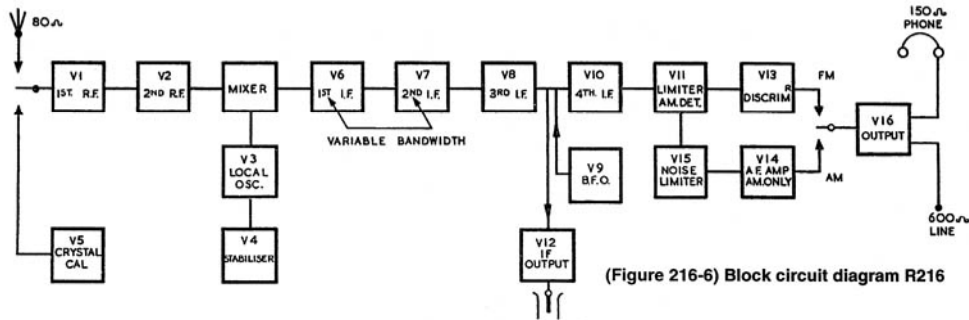 80Ω
150Ω
PHONE
V1
1ST. R.F.
V2
2ND R.F.
MIXER
V6
1ST I.F.
V7
2ND I.F.
V8
3RD I.F.
V10
4TH. I.F.
V11
LIMITER
AM.DET.
V13
R
DISCRIM
FM
V16
OUTPUT
VARIABLE BANDWIDTH
V3
LOCAL
OSC.
V9
B.F.O.
V15
NOISE
LIMITER
V14
A.F. AMP
AM.ONLY
AM
V5
CRYSTAL
CAL
V4
STABILISER
V12
IF
OUTPUT
600Ω
LINE
(Figure 216-6) Block circuit diagram R216